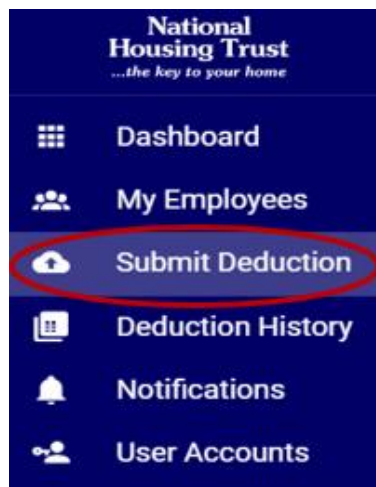 National
Housing Trust
...the key to your home
Dashboard
My Employees
Submit Deduction
Deduction History
Notifications
User Accounts